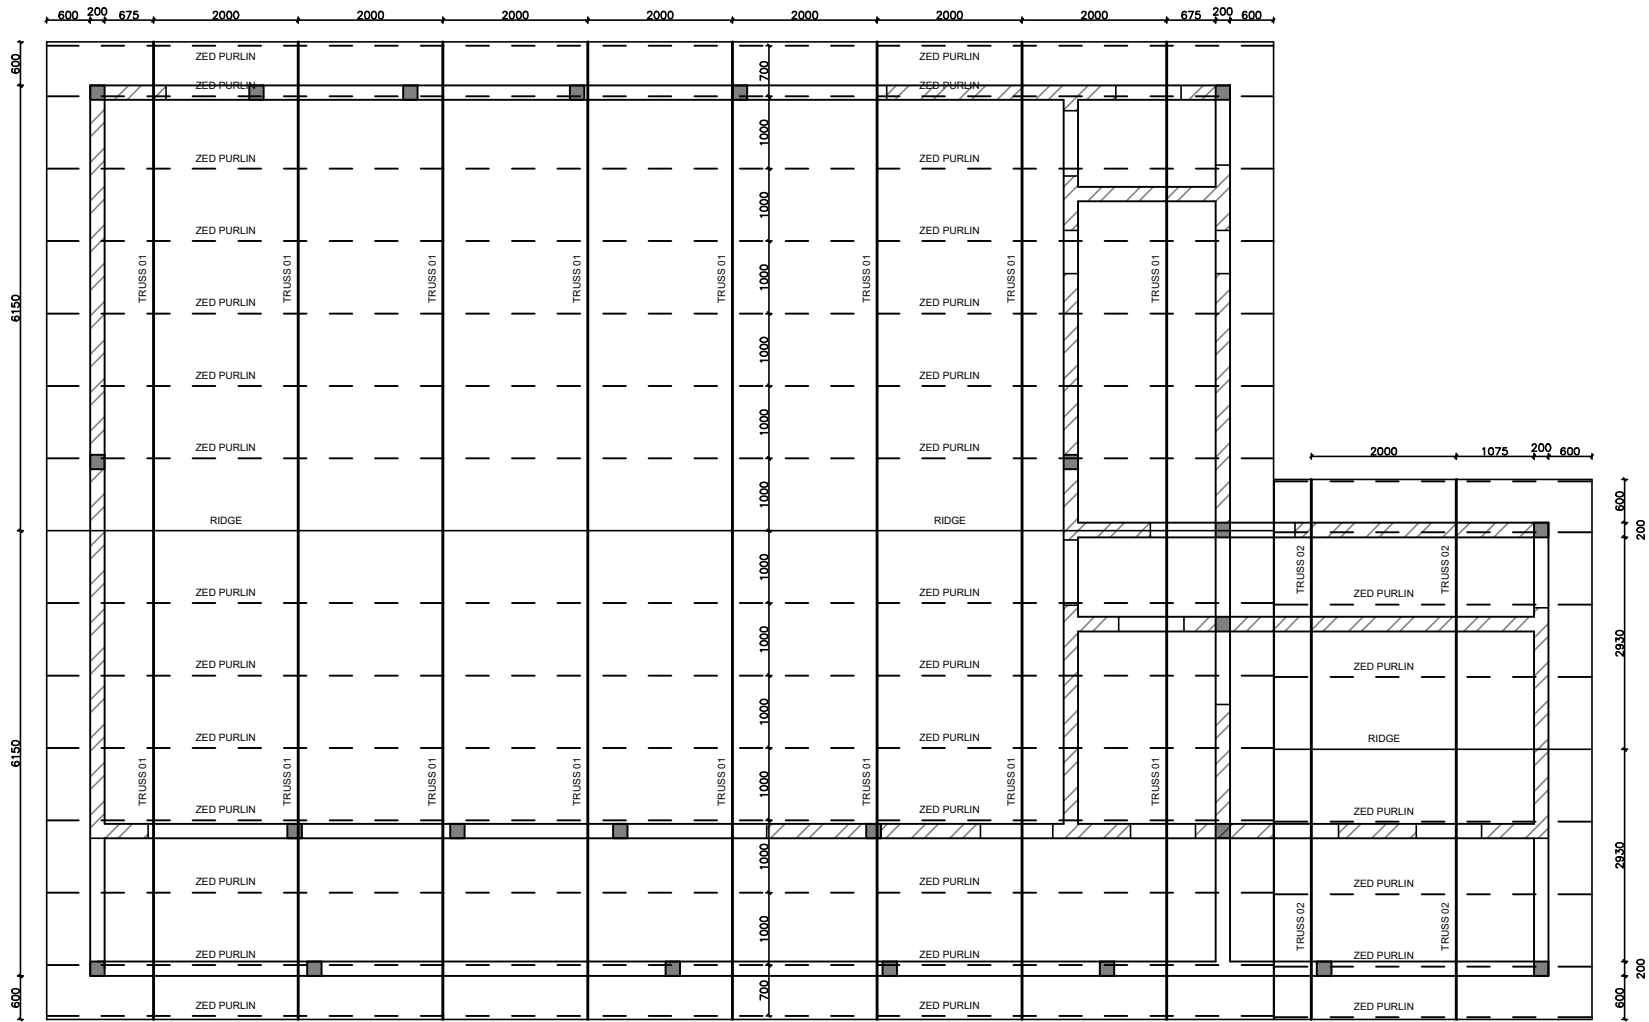 600 200 675 2000 2000 2000 2000 2000 2000 2000 675 200 600
600
ZED PURLIN ZED PURLIN
700
ZED PURLIN ZED PURLIN
1000
ZED PURLIN ZED PURLIN
1000
ZED PURLIN ZED PURLIN
TRUSS 01 TRUSS 01 TRUSS 01 TRUSS 01 TRUSS 01 TRUSS 01 TRUSS 01 TRUSS 01
1000
6150
ZED PURLIN ZED PURLIN
1000
ZED PURLIN ZED PURLIN
1000
ZED PURLIN ZED PURLIN
2000 1075 200 600
1000
600
RIDGE RIDGE
200
1000
TRUSS 02 TRUSS 02
ZED PURLIN ZED PURLIN ZED PURLIN
1000
2930
ZED PURLIN ZED PURLIN ZED PURLIN
1000
6150
ZED PURLIN ZED PURLIN RIDGE
TRUSS 01 TRUSS 01 TRUSS 01 TRUSS 01 TRUSS 01 TRUSS 01 TRUSS 01 TRUSS 01
1000
ZED PURLIN ZED PURLIN ZED PURLIN
1000
2930
ZED PURLIN ZED PURLIN ZED PURLIN
1000
TRUSS 02 TRUSS 02
ZED PURLIN ZED PURLIN ZED PURLIN
200
700
600
600
ZED PURLIN ZED PURLIN ZED PURLIN